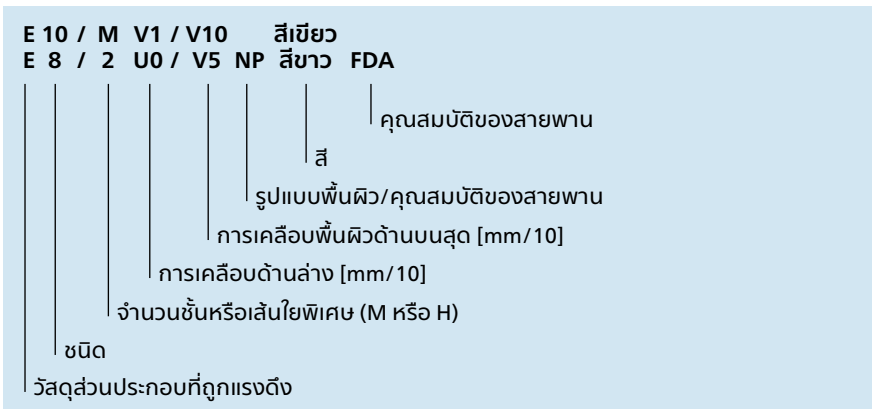 E 10 / M V1 / V10 สีเขียว
E 8 / 2 U0 / V5 NP สีขาว FDA
คุณสมบัติของสายพาน
สี
รูปแบบพื้นผิว/คุณสมบัติของสายพาน
การเคลือบพื้นผิวด้านบนสุด [mm/10]
การเคลือบด้านล่าง [mm/10]
จำนวนชั้นหรือเส้นใยพิเศษ (M หรือ H)
ชนิด
วัสดุส่วนประกอบที่ถูกแรงดึง